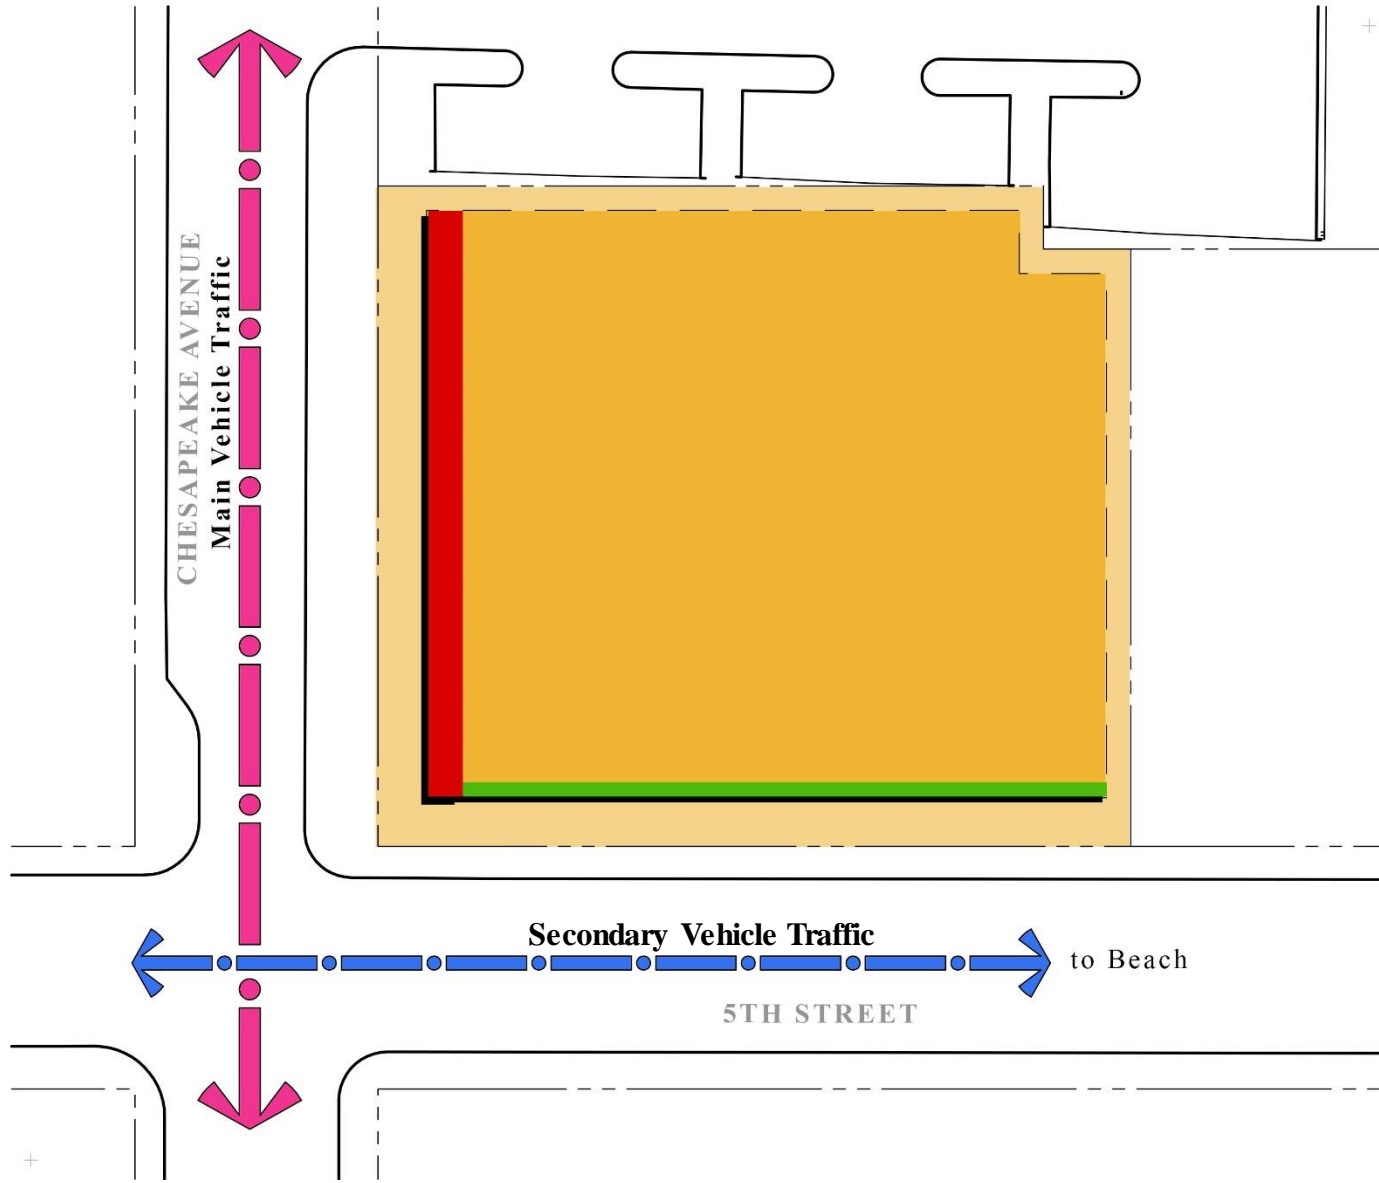 CHESAPEAKE AVENUE
Main Vehicle Traffic
Secondary Vehicle Traffic
to Beach
5TH STREET